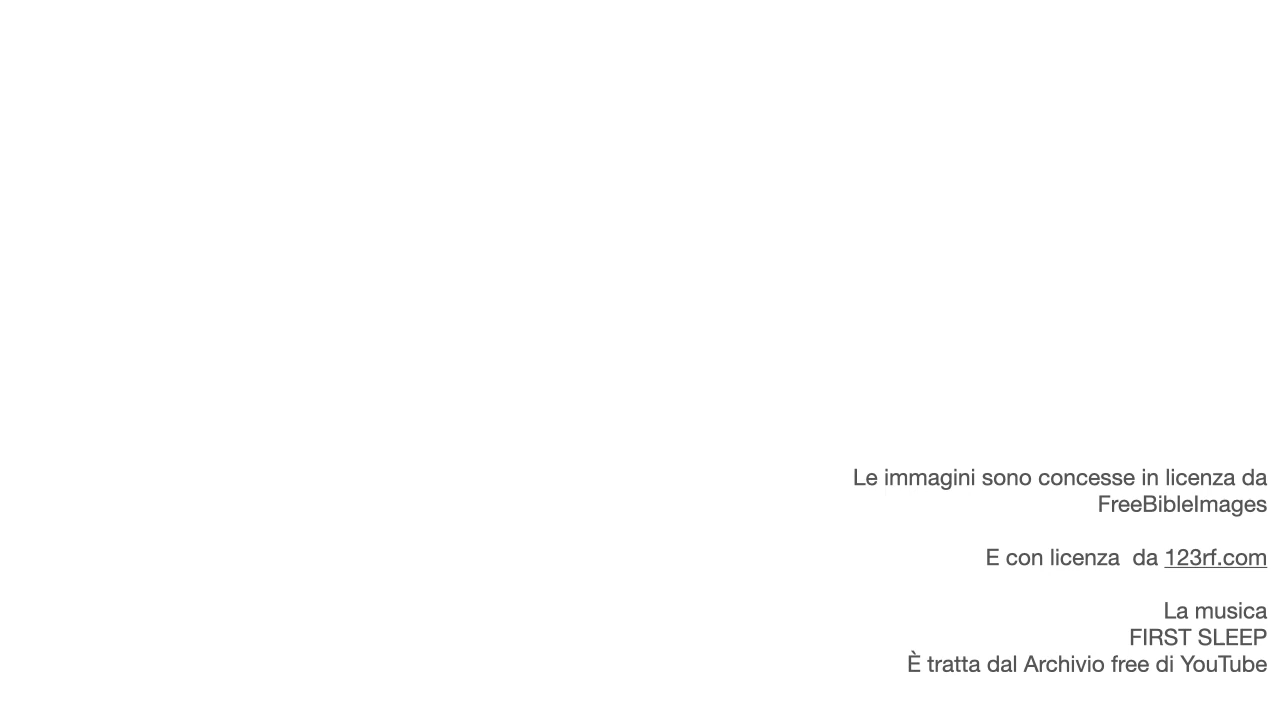 Le immagini sono concesse in licenza da
FreeBibleImages
E con licenza  da 123rf.com
La musica
FIRST SLEEP
È tratta dal Archivio free di YouTube